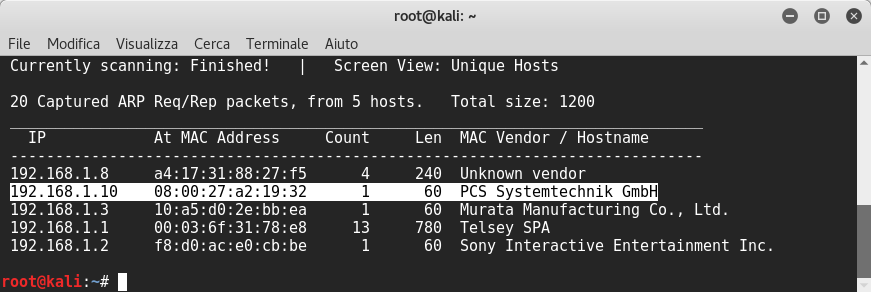 root@kali: ~
File Modifica Visualizza Cerca Terminale Aiuto
Currently scanning: Finished!   |   Screen View: Unique Hosts
20 Captured ARP Req/Rep packets, from 5 hosts.   Total size: 1200
_____________________________________________________________________________
IP            At MAC Address     Count     Len  MAC Vendor / Hostname
-----------------------------------------------------------------------------
192.168.1.8     a4:17:31:88:27:f5      4     240  Unknown vendor
192.168.1.10    08:00:27:a2:19:32      1      60  PCS Systemtechnik GmbH
192.168.1.3     10:a5:d0:2e:bb:ea      1      60  Murata Manufacturing Co., Ltd.
192.168.1.1     00:03:6f:31:78:e8     13     780  Telsey SPA
192.168.1.2     f8:d0:ac:e0:cb:be      1      60  Sony Interactive Entertainment Inc.
root@kali:~#